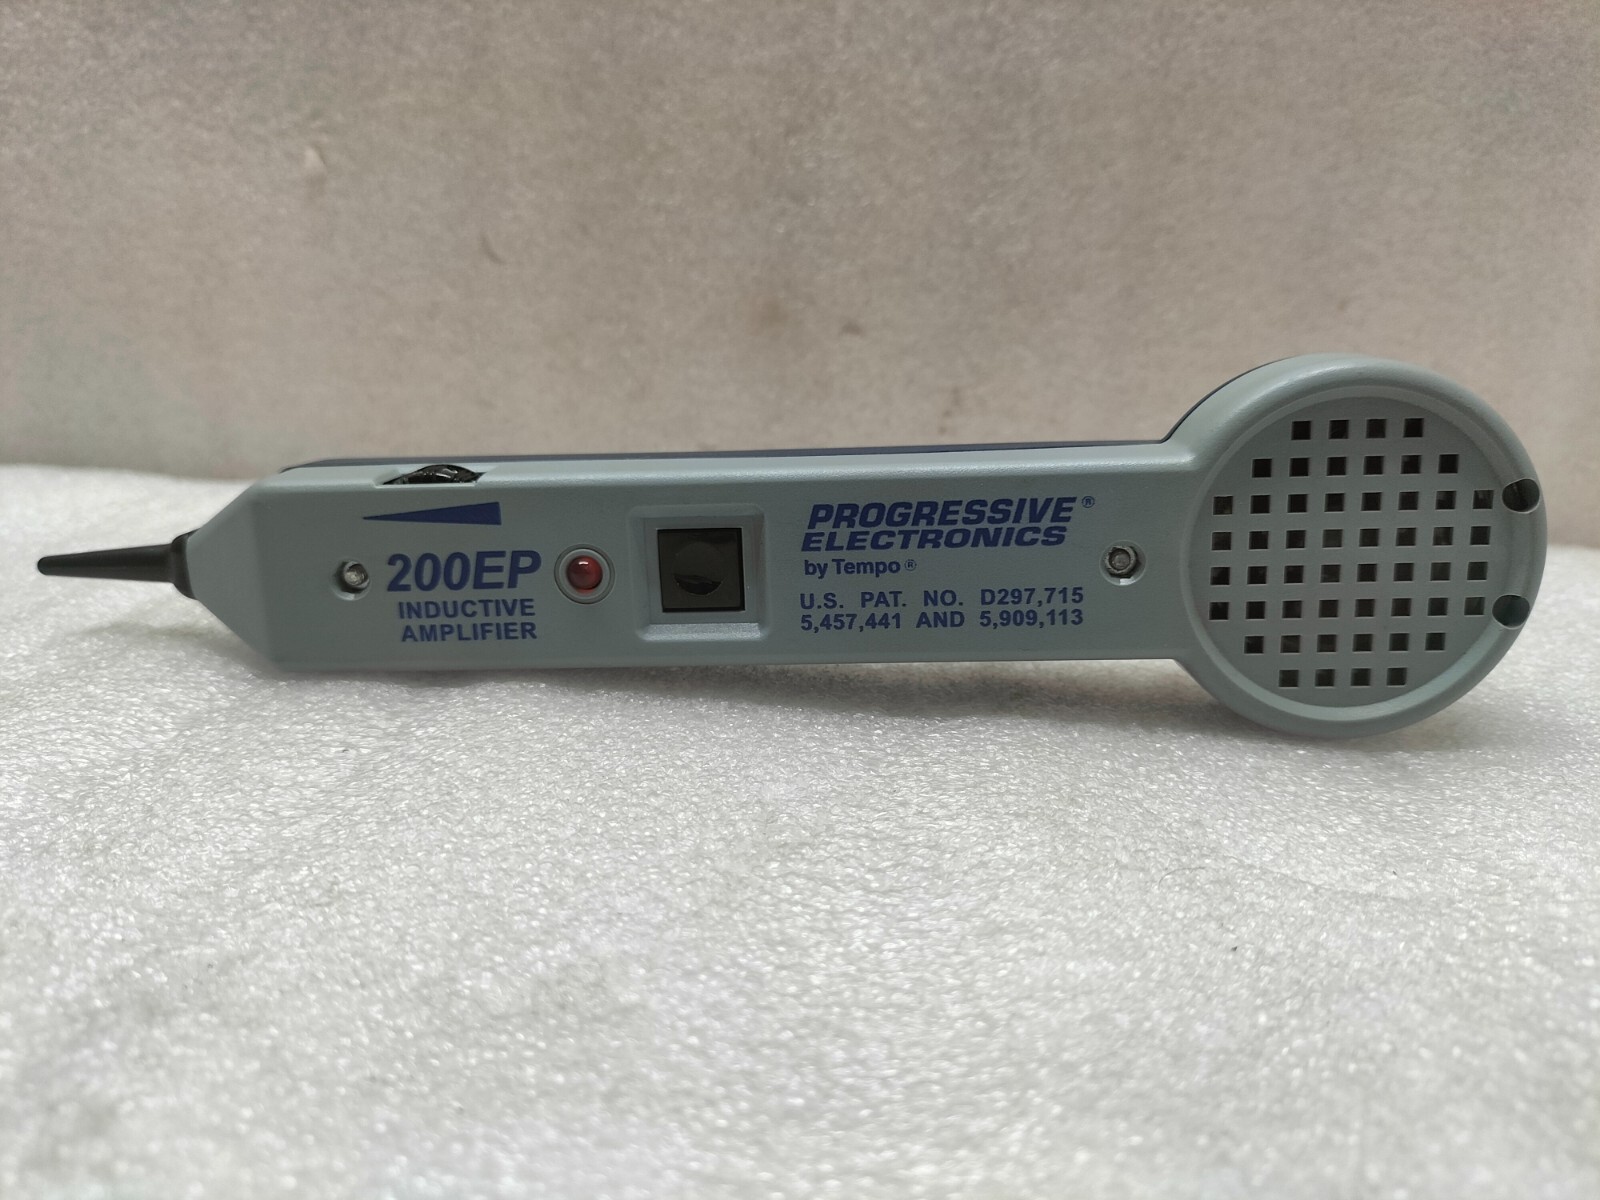 200EP
INDUCTIVE
AMPLIFIER
PROGRESSIVE®
ELECTRONICS
by Tempo®
U.S. PAT. NO. D297,715
5,457,441 AND 5,909,113